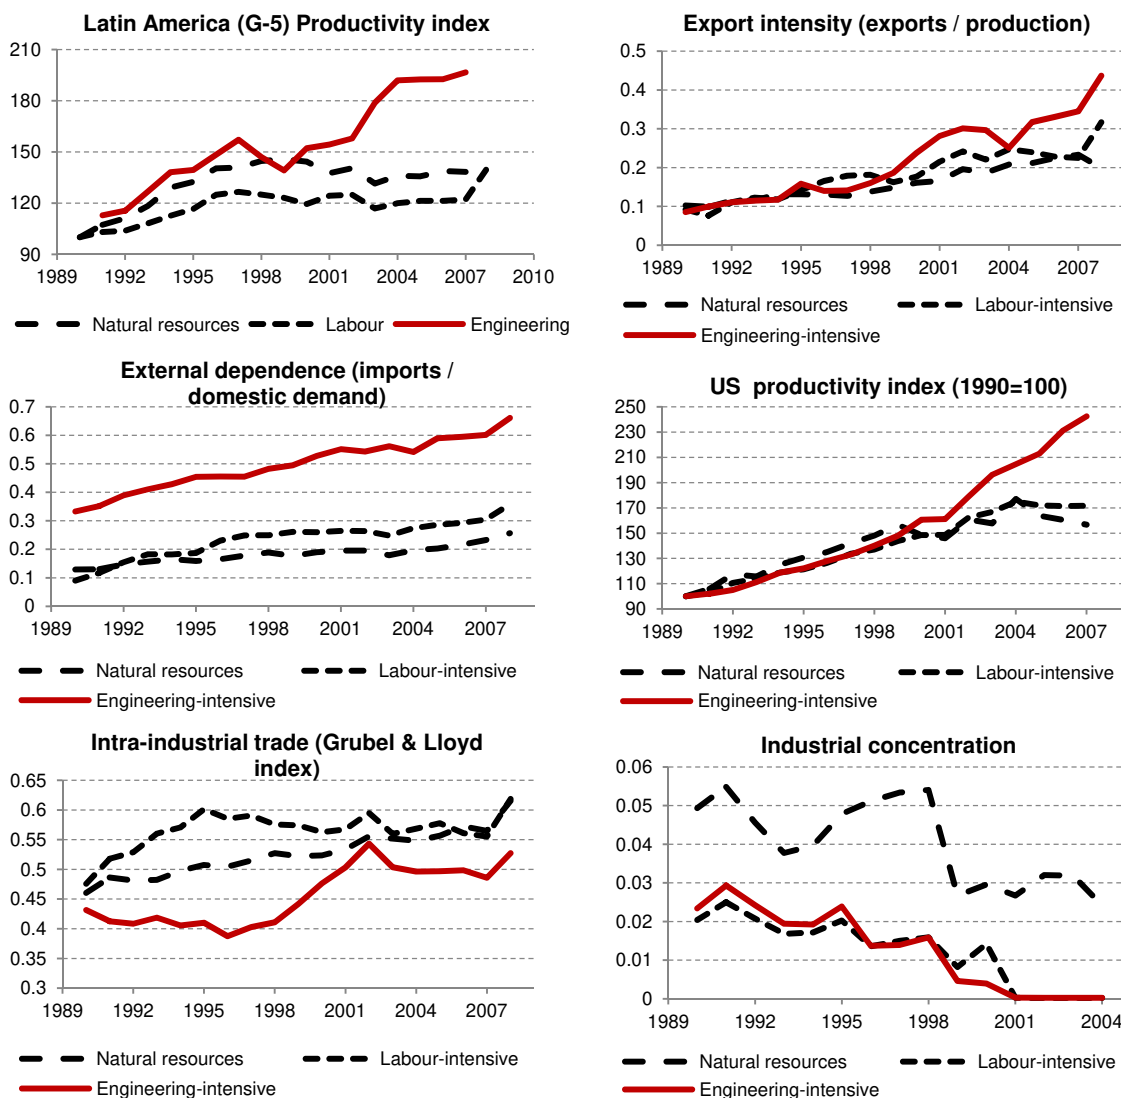 Latin America (G-5) Productivity index
210
180
150
120
90
1989 1992 1995 1998 2001 2004 2007 2010
Natural resources Labour Engineering
Export intensity (exports / production)
0.5
0.4
0.3
0.2
0.1
0
1989 1992 1995 1998 2001 2004 2007
Natural resources Labour-intensive
Engineering-intensive
External dependence (imports /
domestic demand)
0.7
0.6
0.5
0.4
0.3
0.2
0.1
0
1989 1992 1995 1998 2001 2004 2007
Natural resources Labour-intensive
Engineering-intensive
US productivity index (1990=100)
250
230
210
190
170
150
130
110
90
1989 1992 1995 1998 2001 2004 2007
Natural resources Labour-intensive
Engineering-intensive
Intra-industrial trade (Grubel & Lloyd
index)
0.65
0.6
0.55
0.5
0.45
0.4
0.35
0.3
1989 1992 1995 1998 2001 2004 2007
Natural resources Labour-intensive
Engineering-intensive
Industrial concentration
0.06
0.05
0.04
0.03
0.02
0.01
0
1989 1992 1995 1998 2001 2004
Natural resources Labour-intensive
Engineering-intensive